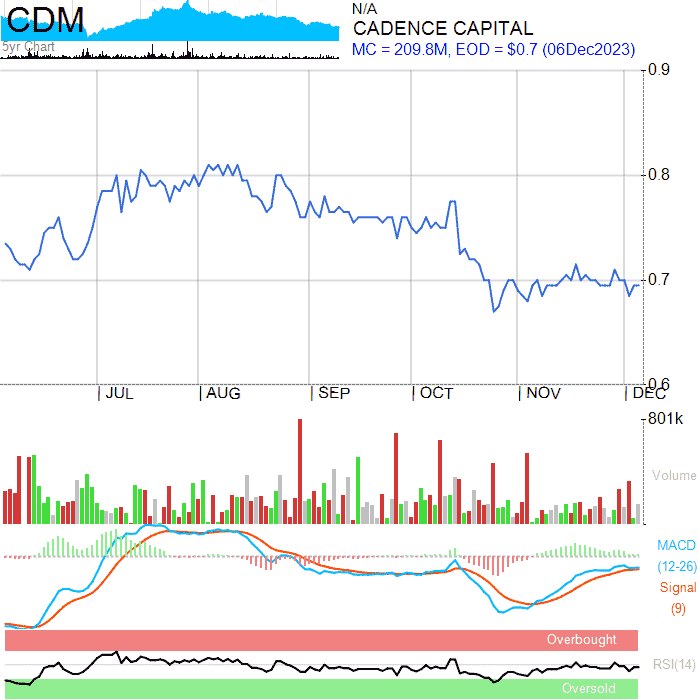 CDM
5yr Chart
N/A
CADENCE CAPITAL
MC = 209.8M, EOD = $0.7 (06Dec2023)
0.9
0.8
0.7
0.6
JUL
AUG
SEP
OCT
NOV
DEC
801k
Volume
MACD
(12-26)
Signal
(9)
Overbought
RSI(14)
Oversold